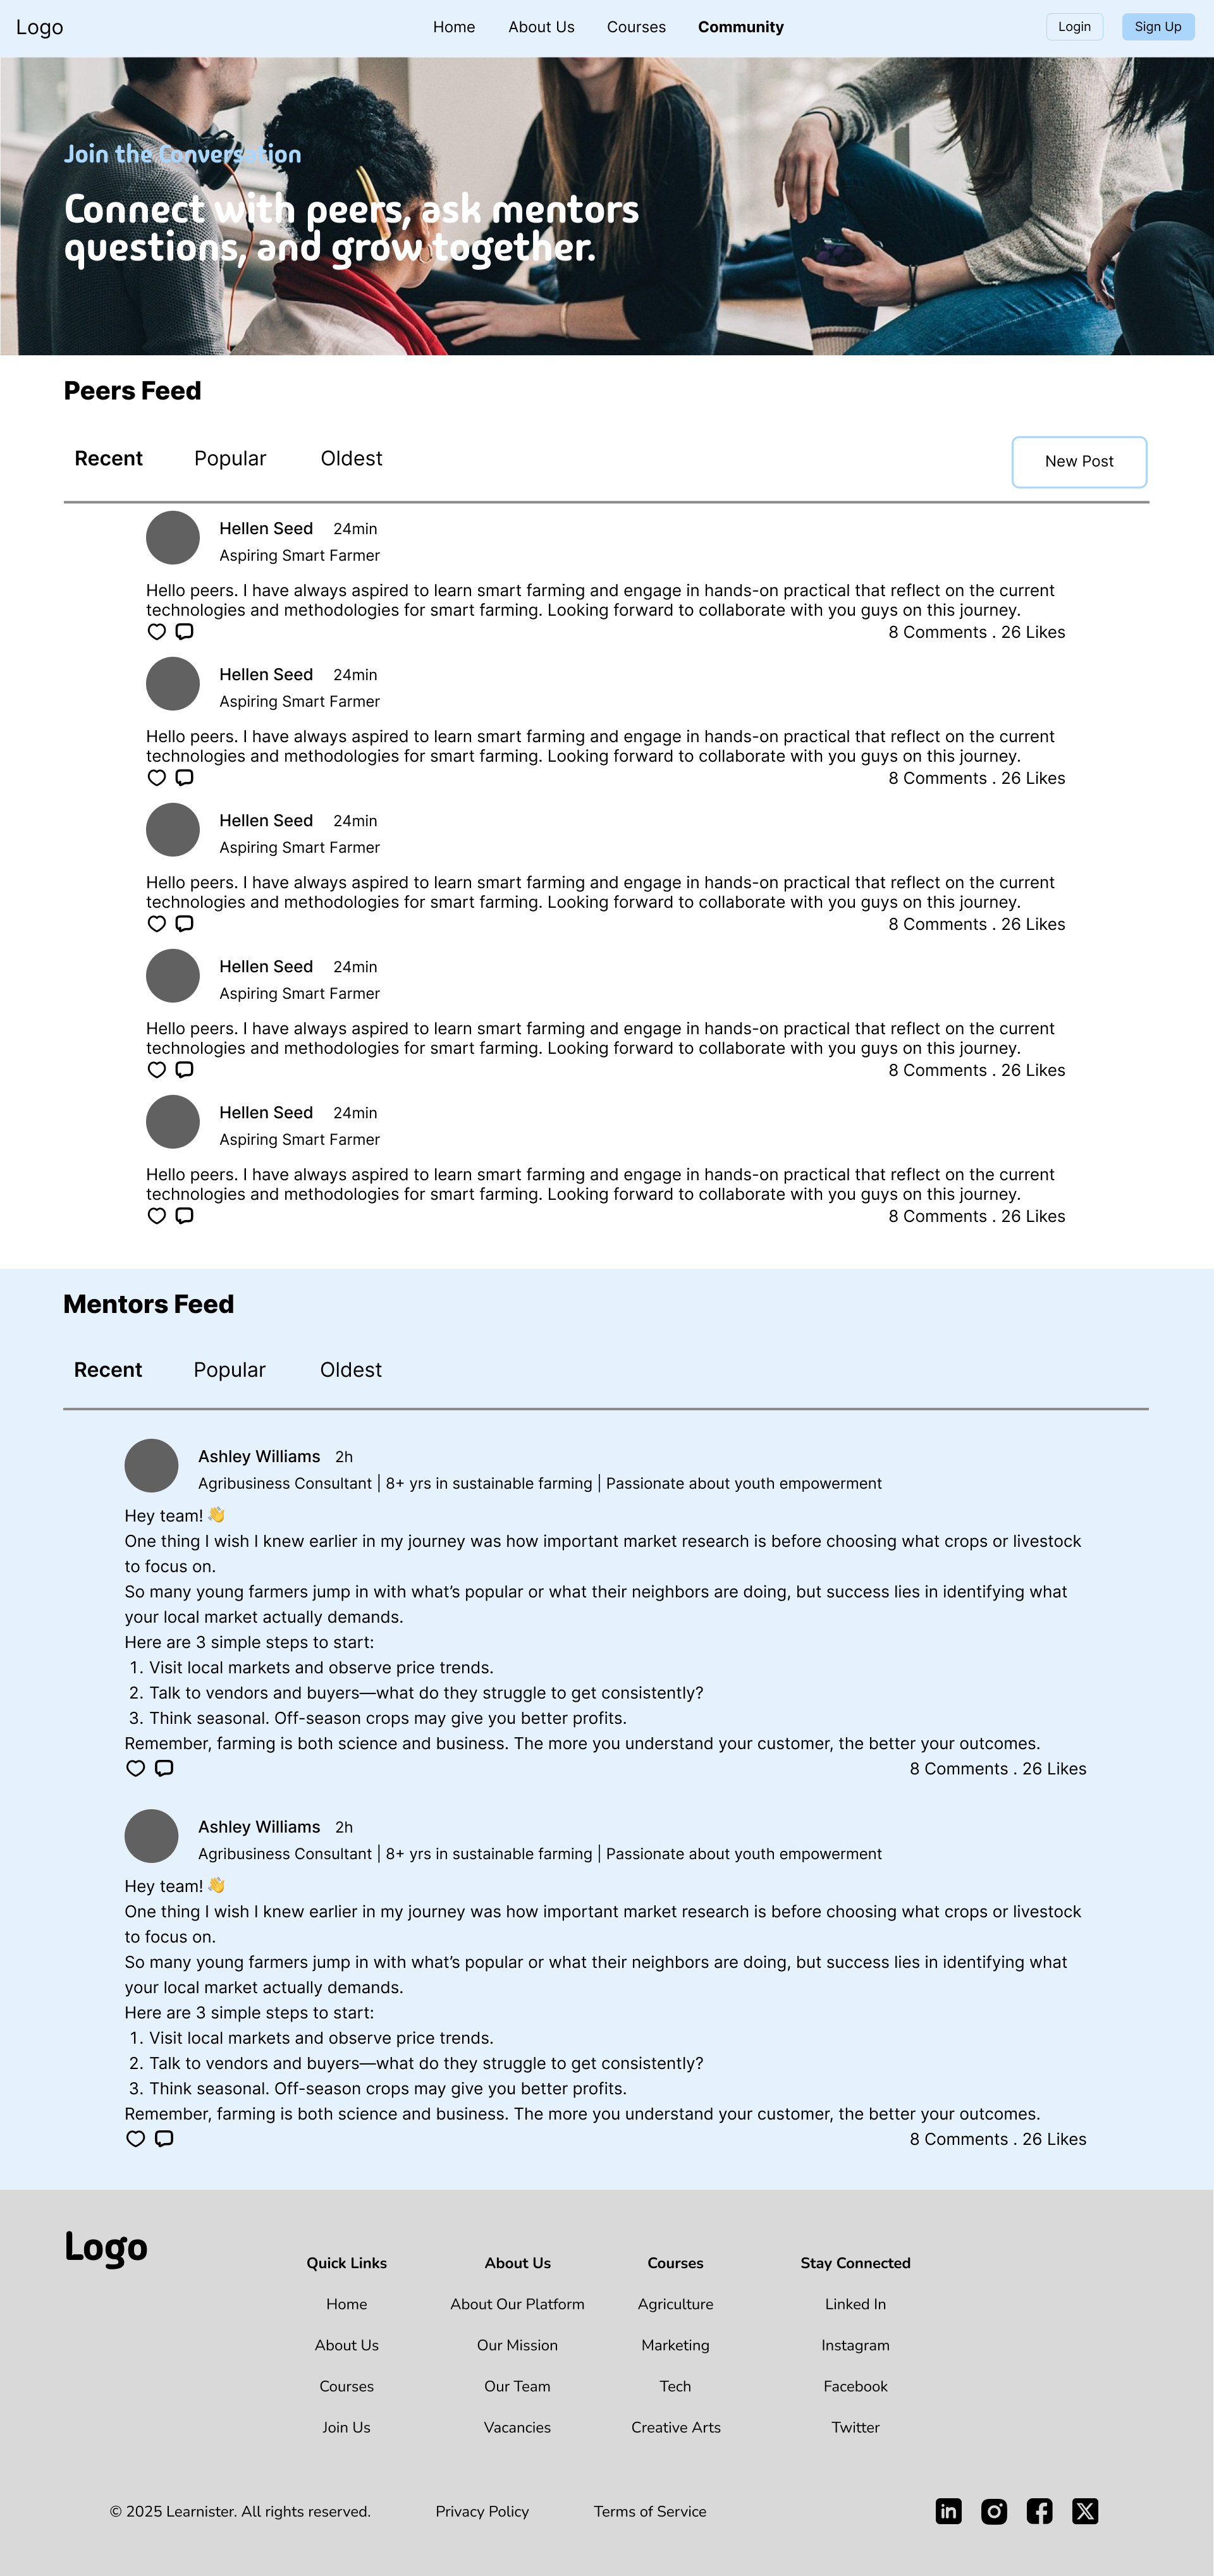 Logo
Home
About Us
Courses
Community
Login
Sign Up
Join the Conversation
Connect with peers, ask mentors
questions, and grow together.
Peers Feed
Recent
Popular
Oldest
New Post
Hellen Seed 24min
Aspiring Smart Farmer
Hello peers. I have always aspired to learn smart farming and engage in hands-on practical that reflect on the current
technologies and methodologies for smart farming. Looking forward to collaborate with you guys on this journey.
8 Comments . 26 Likes
Hellen Seed 24min
Aspiring Smart Farmer
Hello peers. I have always aspired to learn smart farming and engage in hands-on practical that reflect on the current
technologies and methodologies for smart farming. Looking forward to collaborate with you guys on this journey.
8 Comments . 26 Likes
Hellen Seed 24min
Aspiring Smart Farmer
Hello peers. I have always aspired to learn smart farming and engage in hands-on practical that reflect on the current
technologies and methodologies for smart farming. Looking forward to collaborate with you guys on this journey.
8 Comments . 26 Likes
Hellen Seed 24min
Aspiring Smart Farmer
Hello peers. I have always aspired to learn smart farming and engage in hands-on practical that reflect on the current
technologies and methodologies for smart farming. Looking forward to collaborate with you guys on this journey.
8 Comments . 26 Likes
Hellen Seed 24min
Aspiring Smart Farmer
Hello peers. I have always aspired to learn smart farming and engage in hands-on practical that reflect on the current
technologies and methodologies for smart farming. Looking forward to collaborate with you guys on this journey.
8 Comments . 26 Likes
Mentors Feed
Recent
Popular
Oldest
Ashley Williams 2h
Agribusiness Consultant | 8+ yrs in sustainable farming | Passionate about youth empowerment
Hey team! 👋
One thing I wish I knew earlier in my journey was how important market research is before choosing what crops or livestock
to focus on.
So many young farmers jump in with what’s popular or what their neighbors are doing, but success lies in identifying what
your local market actually demands.
Here are 3 simple steps to start:
1. Visit local markets and observe price trends.
2. Talk to vendors and buyers—what do they struggle to get consistently?
3. Think seasonal. Off-season crops may give you better profits.
Remember, farming is both science and business. The more you understand your customer, the better your outcomes.
8 Comments . 26 Likes
Ashley Williams 2h
Agribusiness Consultant | 8+ yrs in sustainable farming | Passionate about youth empowerment
Hey team! 👋
One thing I wish I knew earlier in my journey was how important market research is before choosing what crops or livestock
to focus on.
So many young farmers jump in with what’s popular or what their neighbors are doing, but success lies in identifying what
your local market actually demands.
Here are 3 simple steps to start:
1. Visit local markets and observe price trends.
2. Talk to vendors and buyers—what do they struggle to get consistently?
3. Think seasonal. Off-season crops may give you better profits.
Remember, farming is both science and business. The more you understand your customer, the better your outcomes.
8 Comments . 26 Likes
Logo
Quick Links
Home
About Us
Courses
Join Us
About Us
About Our Platform
Our Mission
Our Team
Vacancies
Courses
Agriculture
Marketing
Tech
Creative Arts
Stay Connected
Linked In
Instagram
Facebook
Twitter
© 2025 Learnister. All rights reserved.
Privacy Policy
Terms of Service